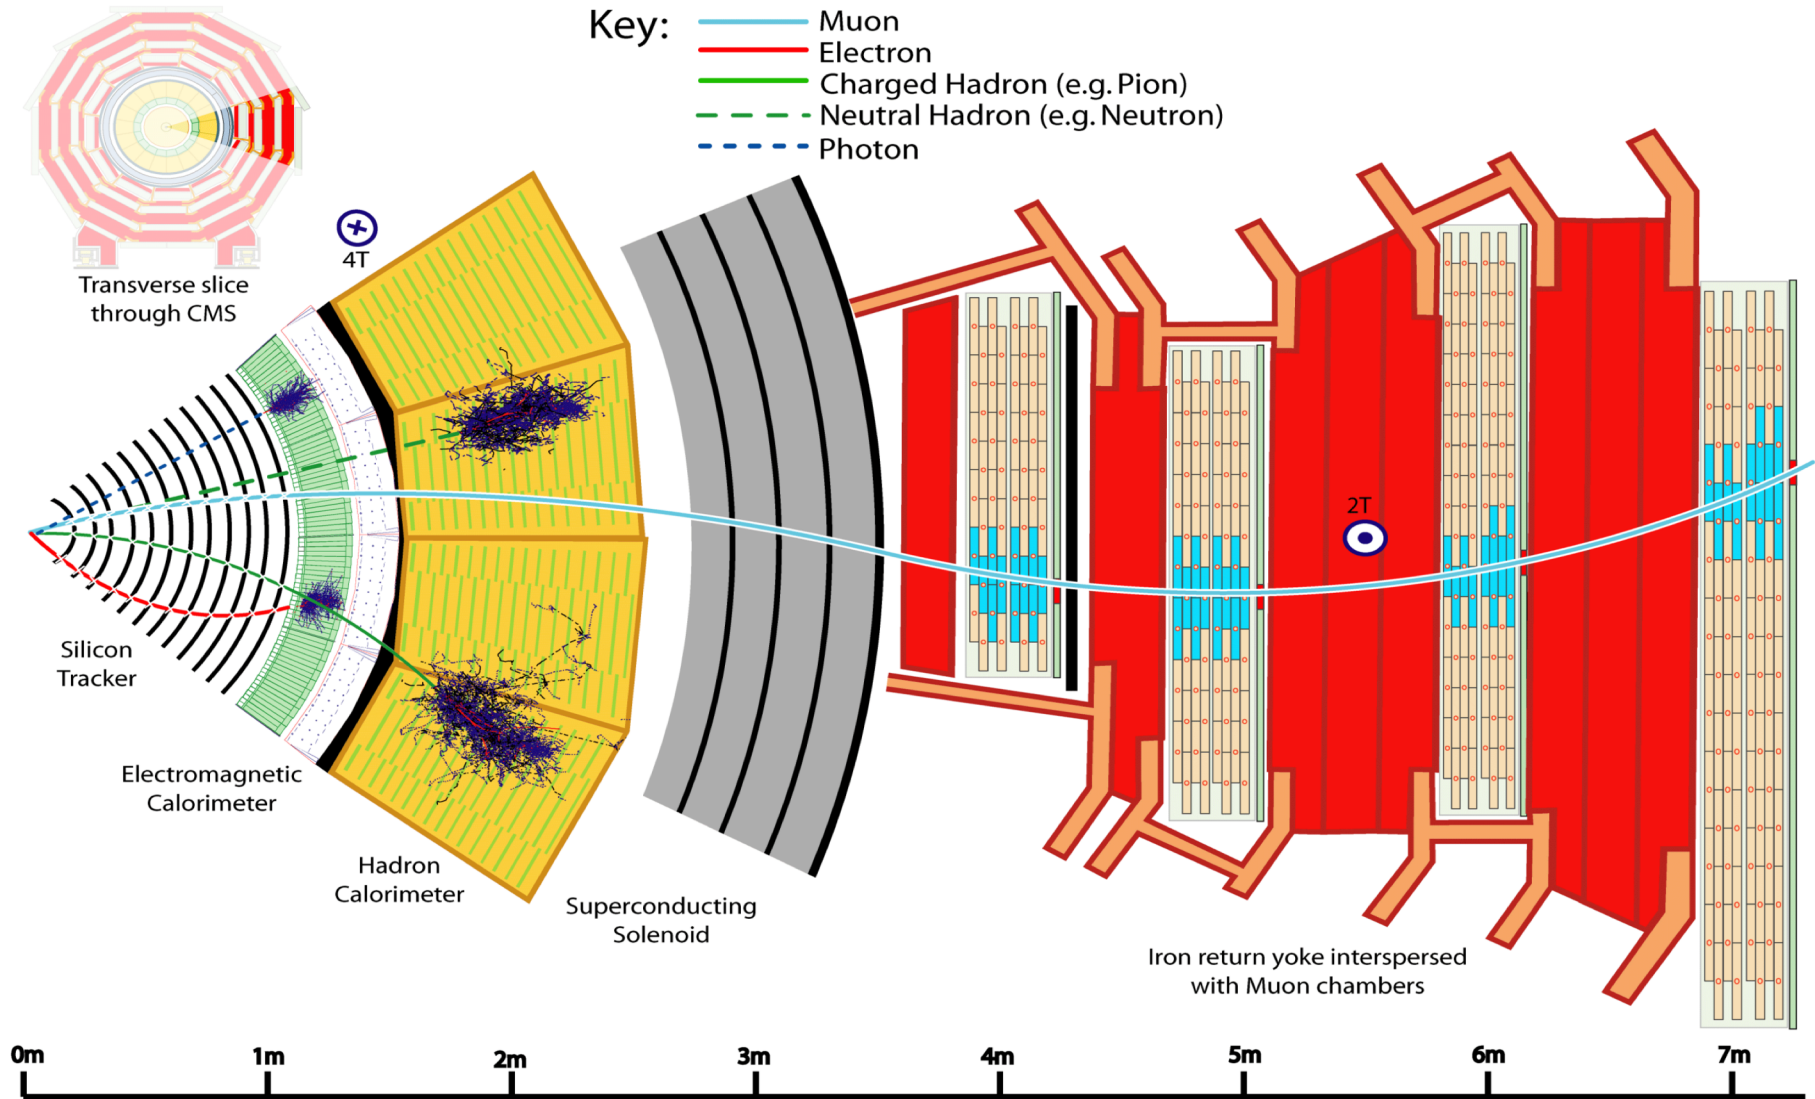 Key:
Muon
Electron
Charged Hadron (e.g. Pion)
Neutral Hadron (e.g. Neutron)
Photon
Transverse slice
through CMS
4T
2T
Silicon
Tracker
Electromagnetic
Calorimeter
Hadron
Calorimeter
Superconducting
Solenoid
Iron return yoke interspersed
with Muon chambers
0m 1m 2m 3m 4m 5m 6m 7m